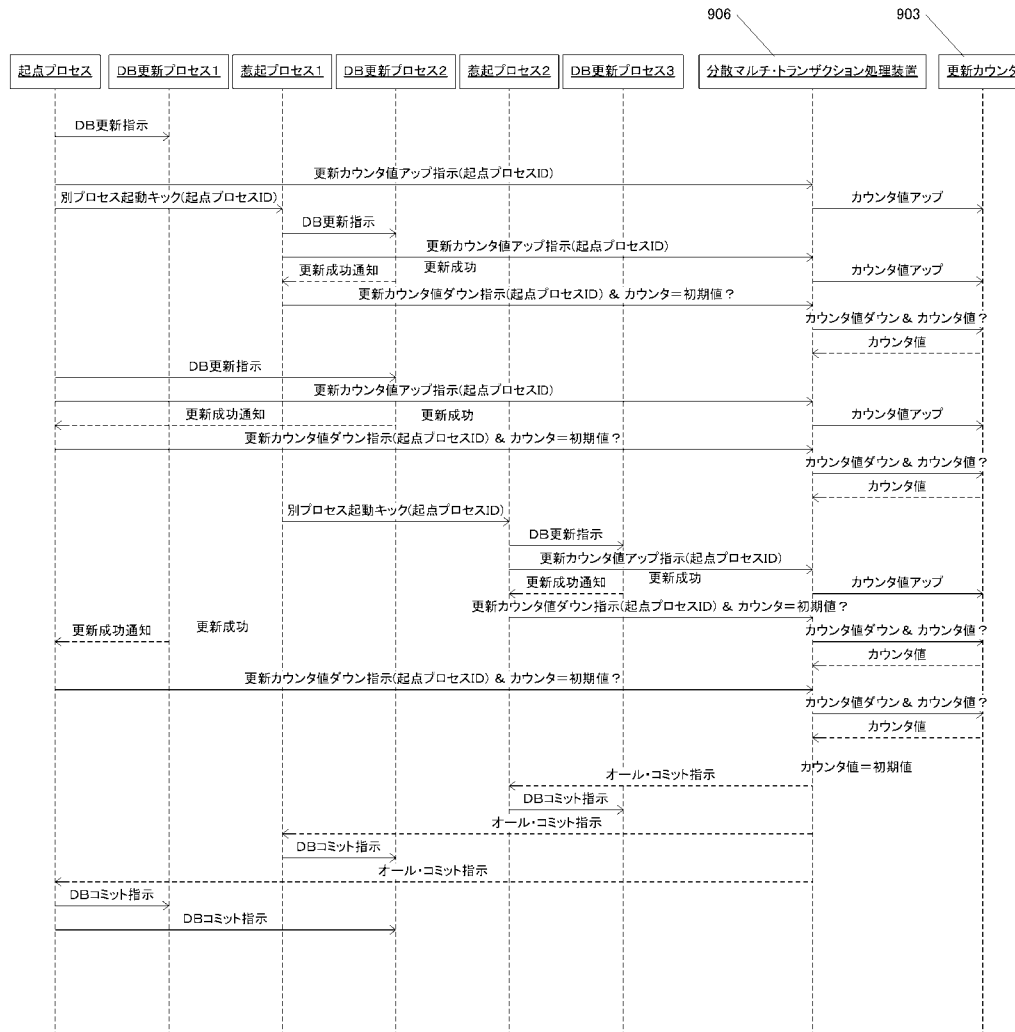 906
903
起点プロセス
DB更新プロセス1
惹起プロセス1
DB更新プロセス2
惹起プロセス2
DB更新プロセス3
分散マルチ・トランザクション処理装置
更新カウンタ
DB更新指示
更新カウンタ値アップ指示(起点プロセスID)
別プロセス起動キック(起点プロセスID)
カウンタ値アップ
DB更新指示
更新カウンタ値アップ指示(起点プロセスID)
更新成功通知
更新成功
カウンタ値アップ
更新カウンタ値ダウン指示(起点プロセスID) & カウンタ=初期値?
カウンタ値ダウン & カウンタ値?
カウンタ値
DB更新指示
更新カウンタ値アップ指示(起点プロセスID)
更新成功通知
更新成功
カウンタ値アップ
更新カウンタ値ダウン指示(起点プロセスID) & カウンタ=初期値?
カウンタ値ダウン & カウンタ値?
カウンタ値
別プロセス起動キック(起点プロセスID)
DB更新指示
更新カウンタ値アップ指示(起点プロセスID)
更新成功通知
更新成功
カウンタ値アップ
更新カウンタ値ダウン指示(起点プロセスID) & カウンタ=初期値?
更新成功通知
更新成功
カウンタ値ダウン & カウンタ値?
カウンタ値
更新カウンタ値ダウン指示(起点プロセスID) & カウンタ=初期値?
カウンタ値ダウン & カウンタ値?
カウンタ値
カウンタ値=初期値
オール・コミット指示
DBコミット指示
オール・コミット指示
DBコミット指示
オール・コミット指示
DBコミット指示
DBコミット指示